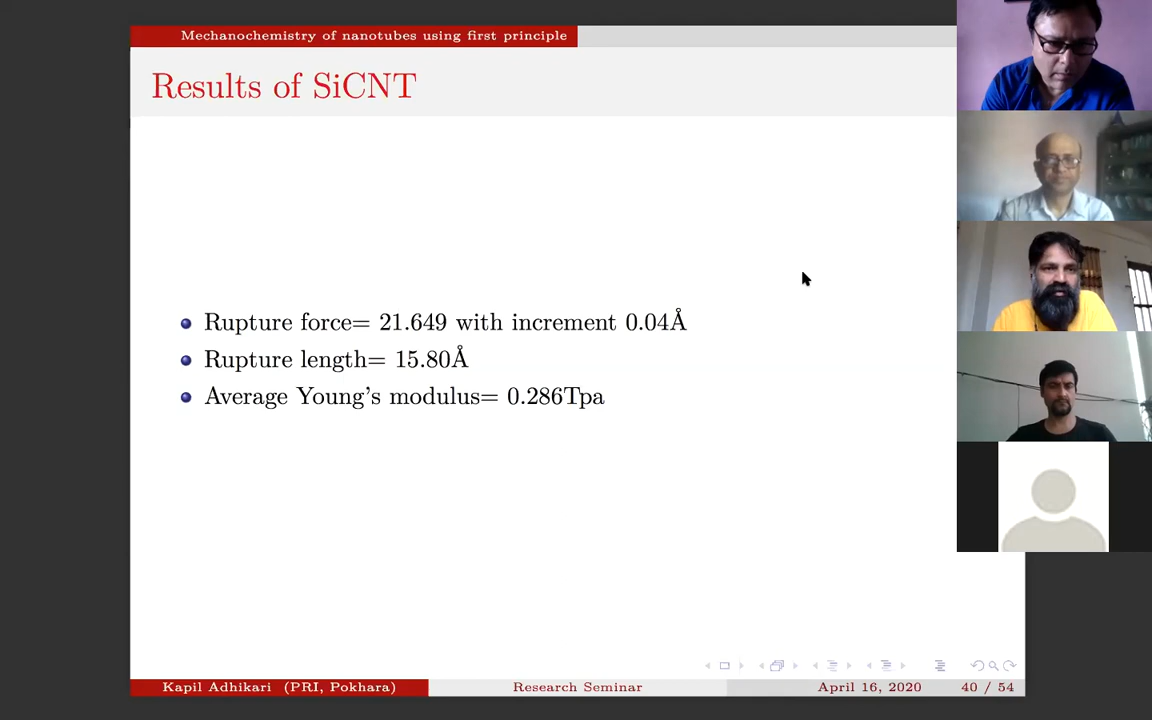 Mechanochemistry of nanotubes using first principle
Results of SiCNT
Rupture force= 21.649 with increment 0.04Å
Rupture length= 15.80Å
Average Young's modulus= 0.286Tpa
Kapil Adhikari (PRI, Pokhara) Research Seminar April 16, 2020 40 / 54